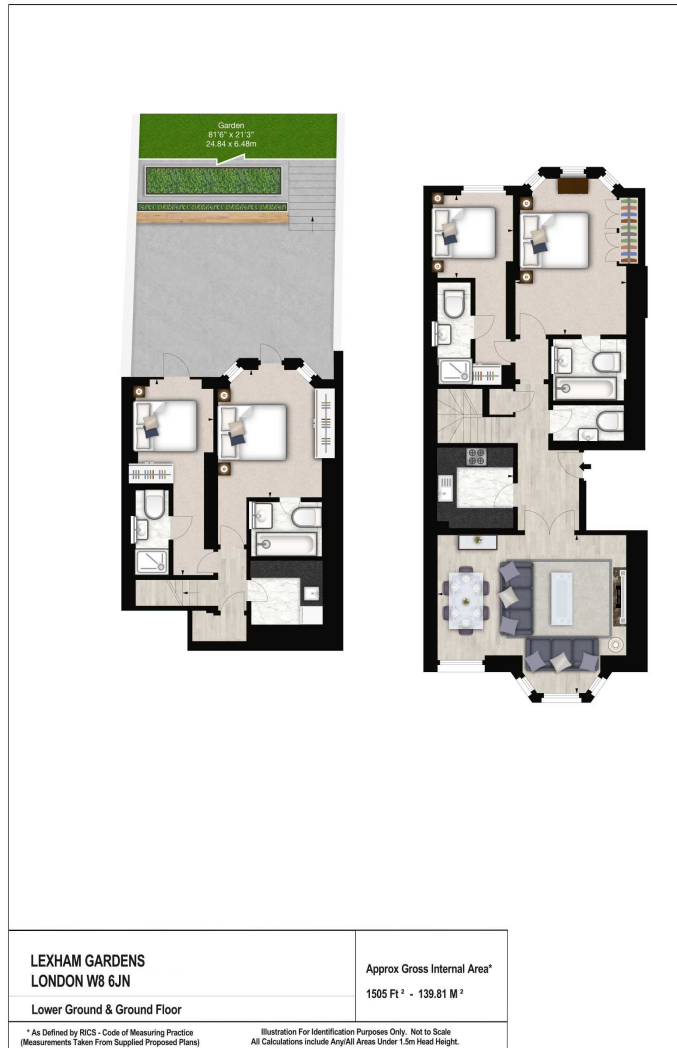 Garden
81'6" x 21'3"
24.84 x 6.48m
LEXHAM GARDENS
LONDON W8 6JN
Lower Ground & Ground Floor
Approx Gross Internal Area*
1505 Ft ² - 139.81 M ²
* As Defined by RICS - Code of Measuring Practice
(Measurements Taken From Supplied Proposed Plans)
Illustration For Identification Purposes Only. Not to Scale
All Calculations include Any/All Areas Under 1.5m Head Height.